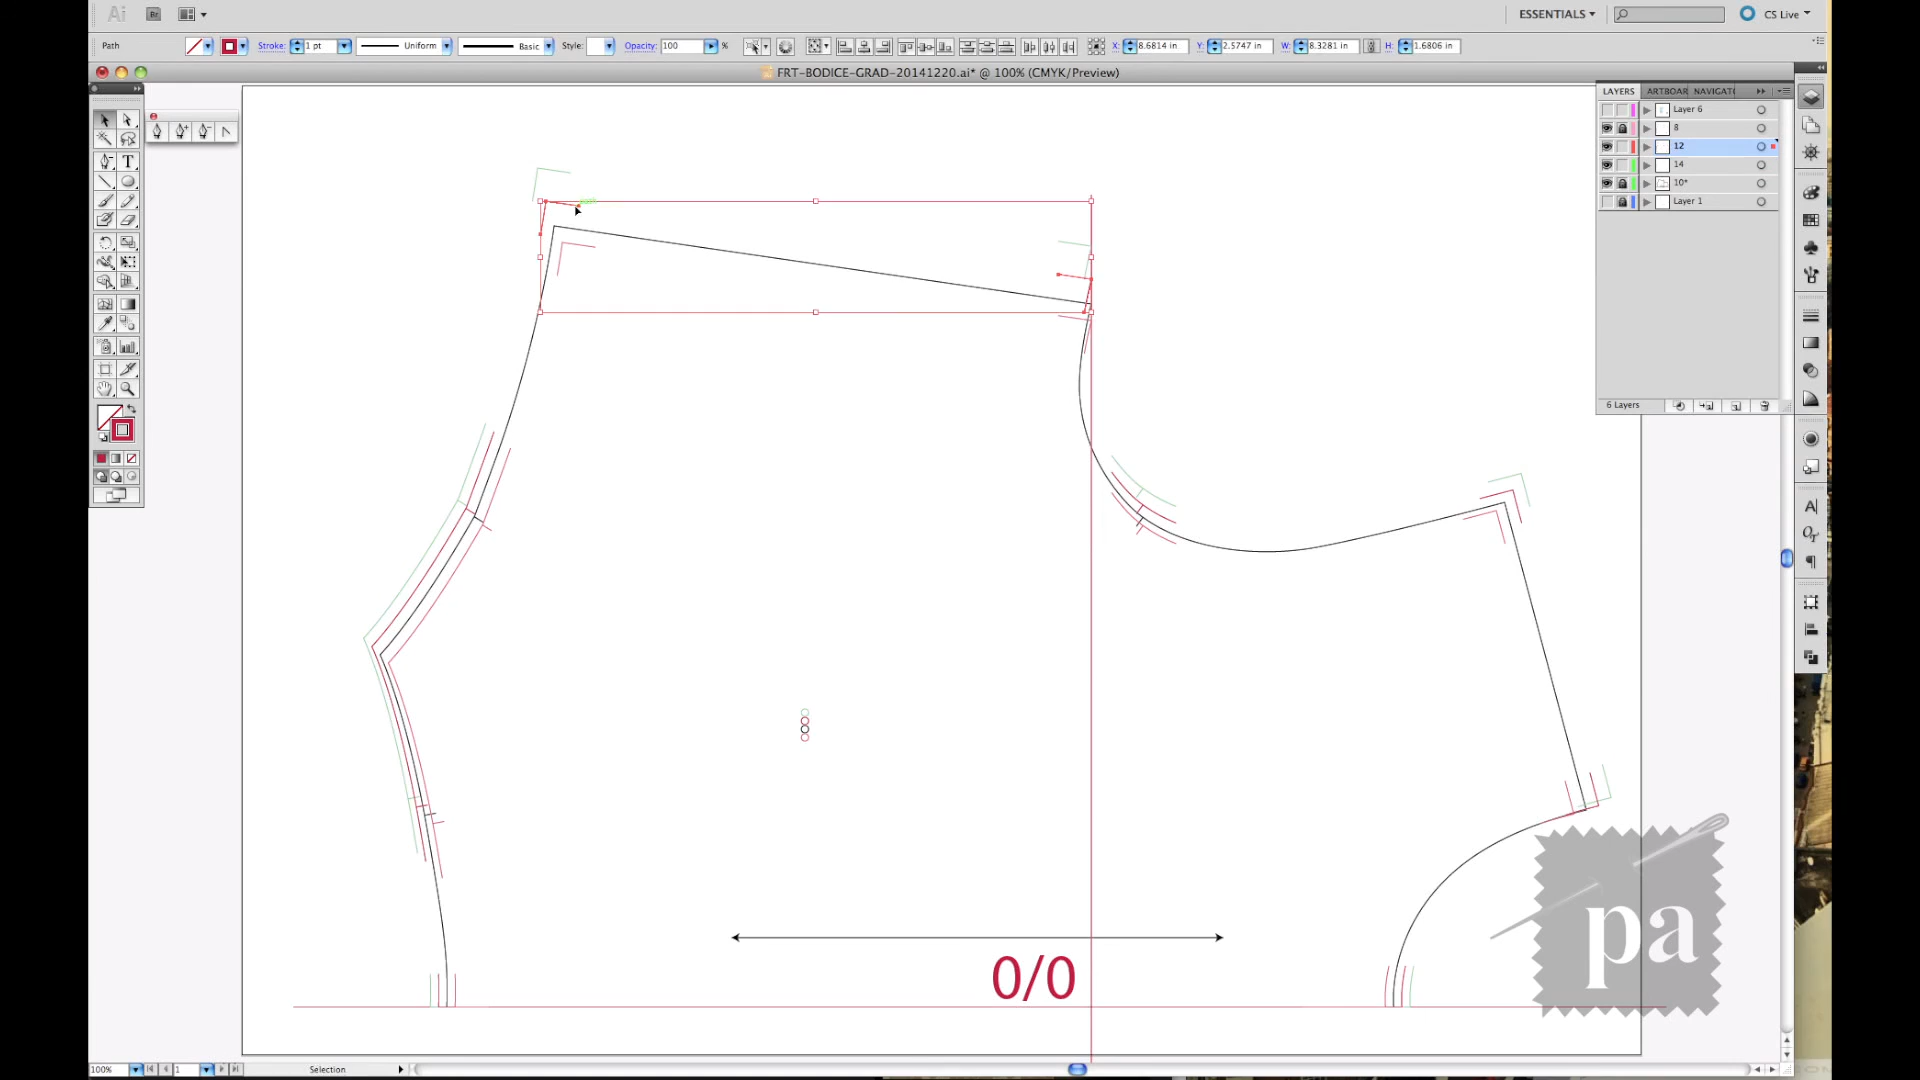 Ai Br ESSENTIALS CS Live
Path Stroke: 1 pt Uniform Basic Style: Opacity: 100 % X: 8.6814 in Y: 2.5747 in W: 8.3281 in H: 1.6806 in
FRT-BODICE-GRAD-20141220.ai* @ 100% (CMYK/Preview)
LAYERS ARTBOAR NAVIGATI
Layer 6
8
12
14
10*
Layer 1
6 Layers
0/0
pa
100% 1 Selection